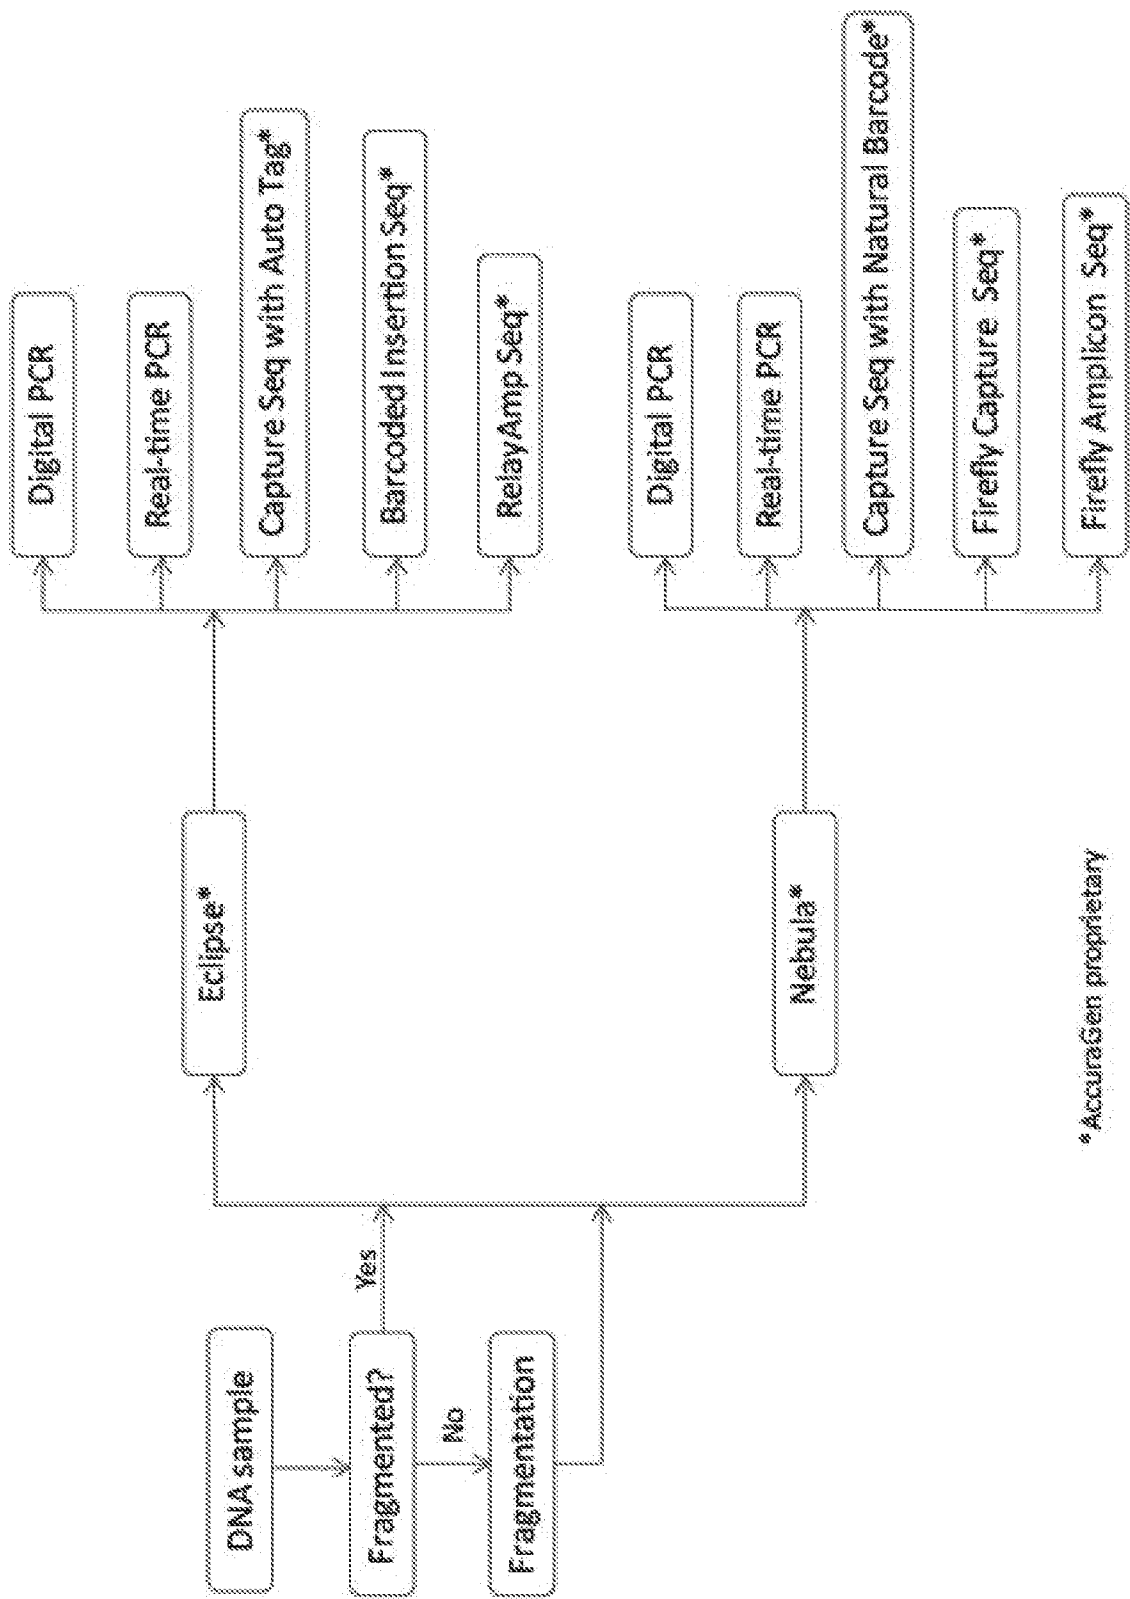 DNA sample
Fragmented?
Yes
No
Fragmentation
Eclipse*
Digital PCR
Real-time PCR
Capture Seq with Auto Tag*
Barcoded Insertion Seq*
RelayAmp Seq*
Nebula*
Digital PCR
Real-time PCR
Capture Seq with Natural Barcode*
Firefly Capture Seq*
Firefly Amplicon Seq*
*AccuraGen proprietary